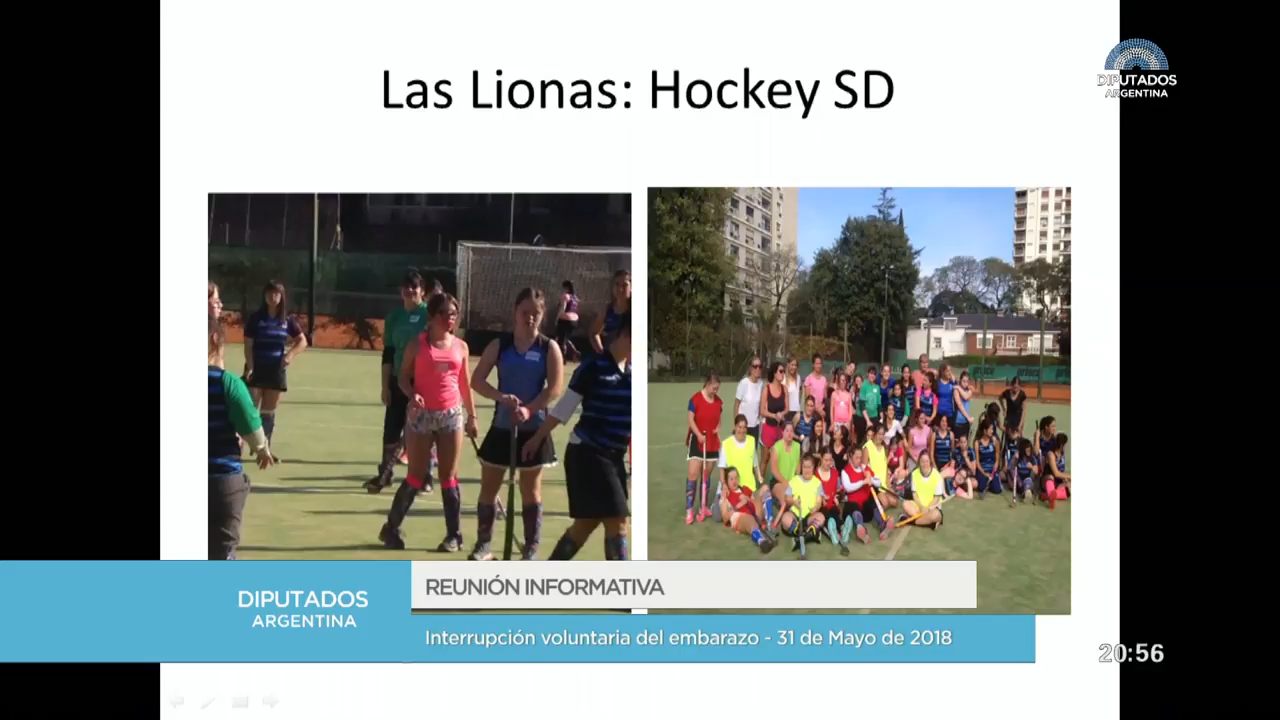 Las Lionas: Hockey SD
DIPUTADOS
ARGENTINA
prince
DIPUTADOS
ARGENTINA
REUNIÓN INFORMATIVA
Interrupción voluntaria del embarazo - 31 de Mayo de 2018
20:56